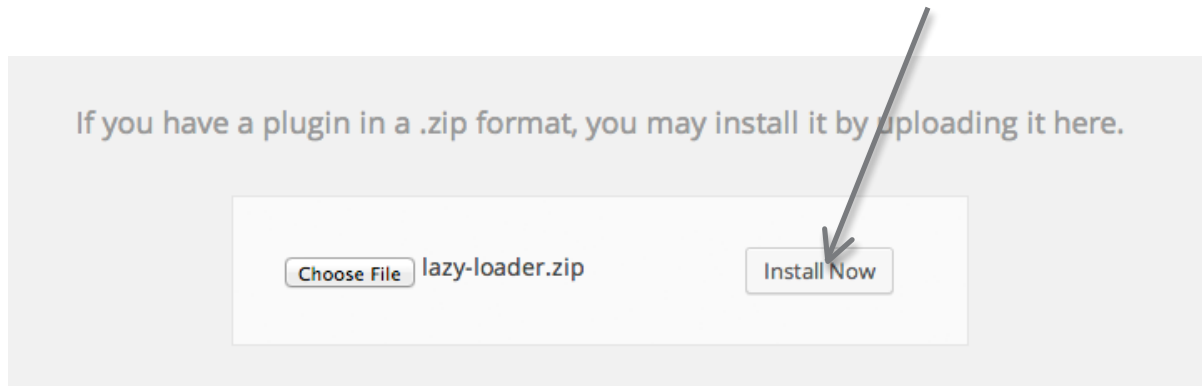 If you have a plugin in a .zip format, you may install it by uploading it here.
Choose File lazy-loader.zip Install Now